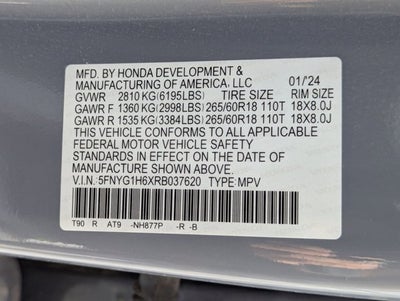 MFD. BY HONDA DEVELOPMENT &
MANUFACTURING OF AMERICA, LLC 01/'24
GVWR 2810 KG(6195LBS) TIRE SIZE RIM SIZE
GAWR F 1360 KG(2998LBS) 265/60R18 110T 18X8.0J
GAWR R 1535 KG(3384LBS) 265/60R18 110T 18X8.0J
THIS VEHICLE CONFORMS TO ALL APPLICABLE
FEDERAL MOTOR VEHICLE SAFETY
STANDARDS IN EFFECT ON THE DATE OF
MANUFACTURE SHOWN ABOVE.
V.I.N.: 5FNYG1H6XRB037620 TYPE: MPV
T90 R AT9 -NH877P -R -B